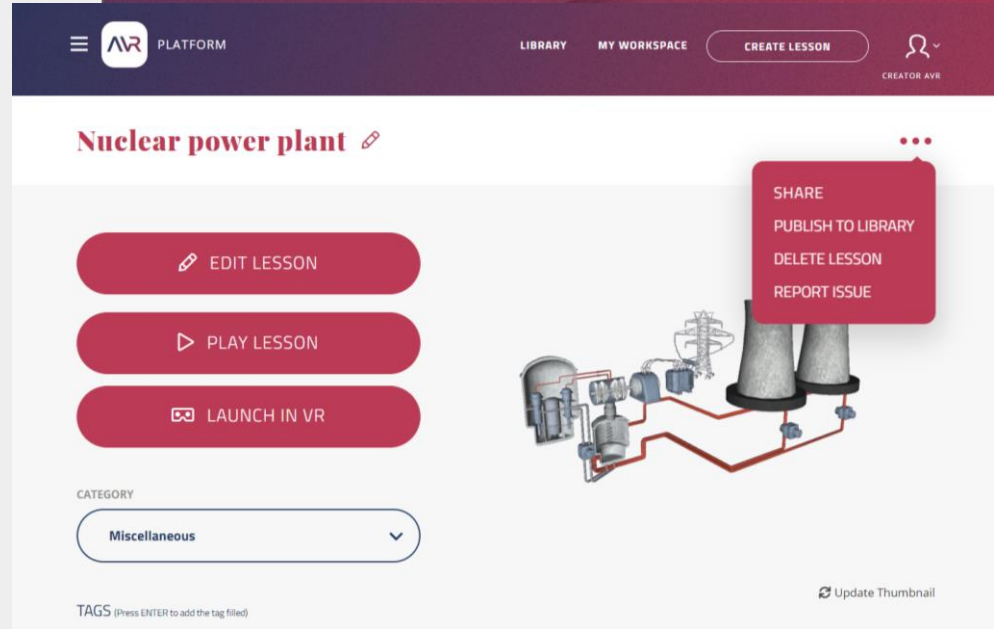 AVR PLATFORM
LIBRARY MY WORKSPACE CREATE LESSON
CREATOR AVR
Nuclear power plant
SHARE
PUBLISH TO LIBRARY
DELETE LESSON
REPORT ISSUE
EDIT LESSON
PLAY LESSON
LAUNCH IN VR
CATEGORY
Miscellaneous
Update Thumbnail
TAGS (Press ENTER to add the tag filled)